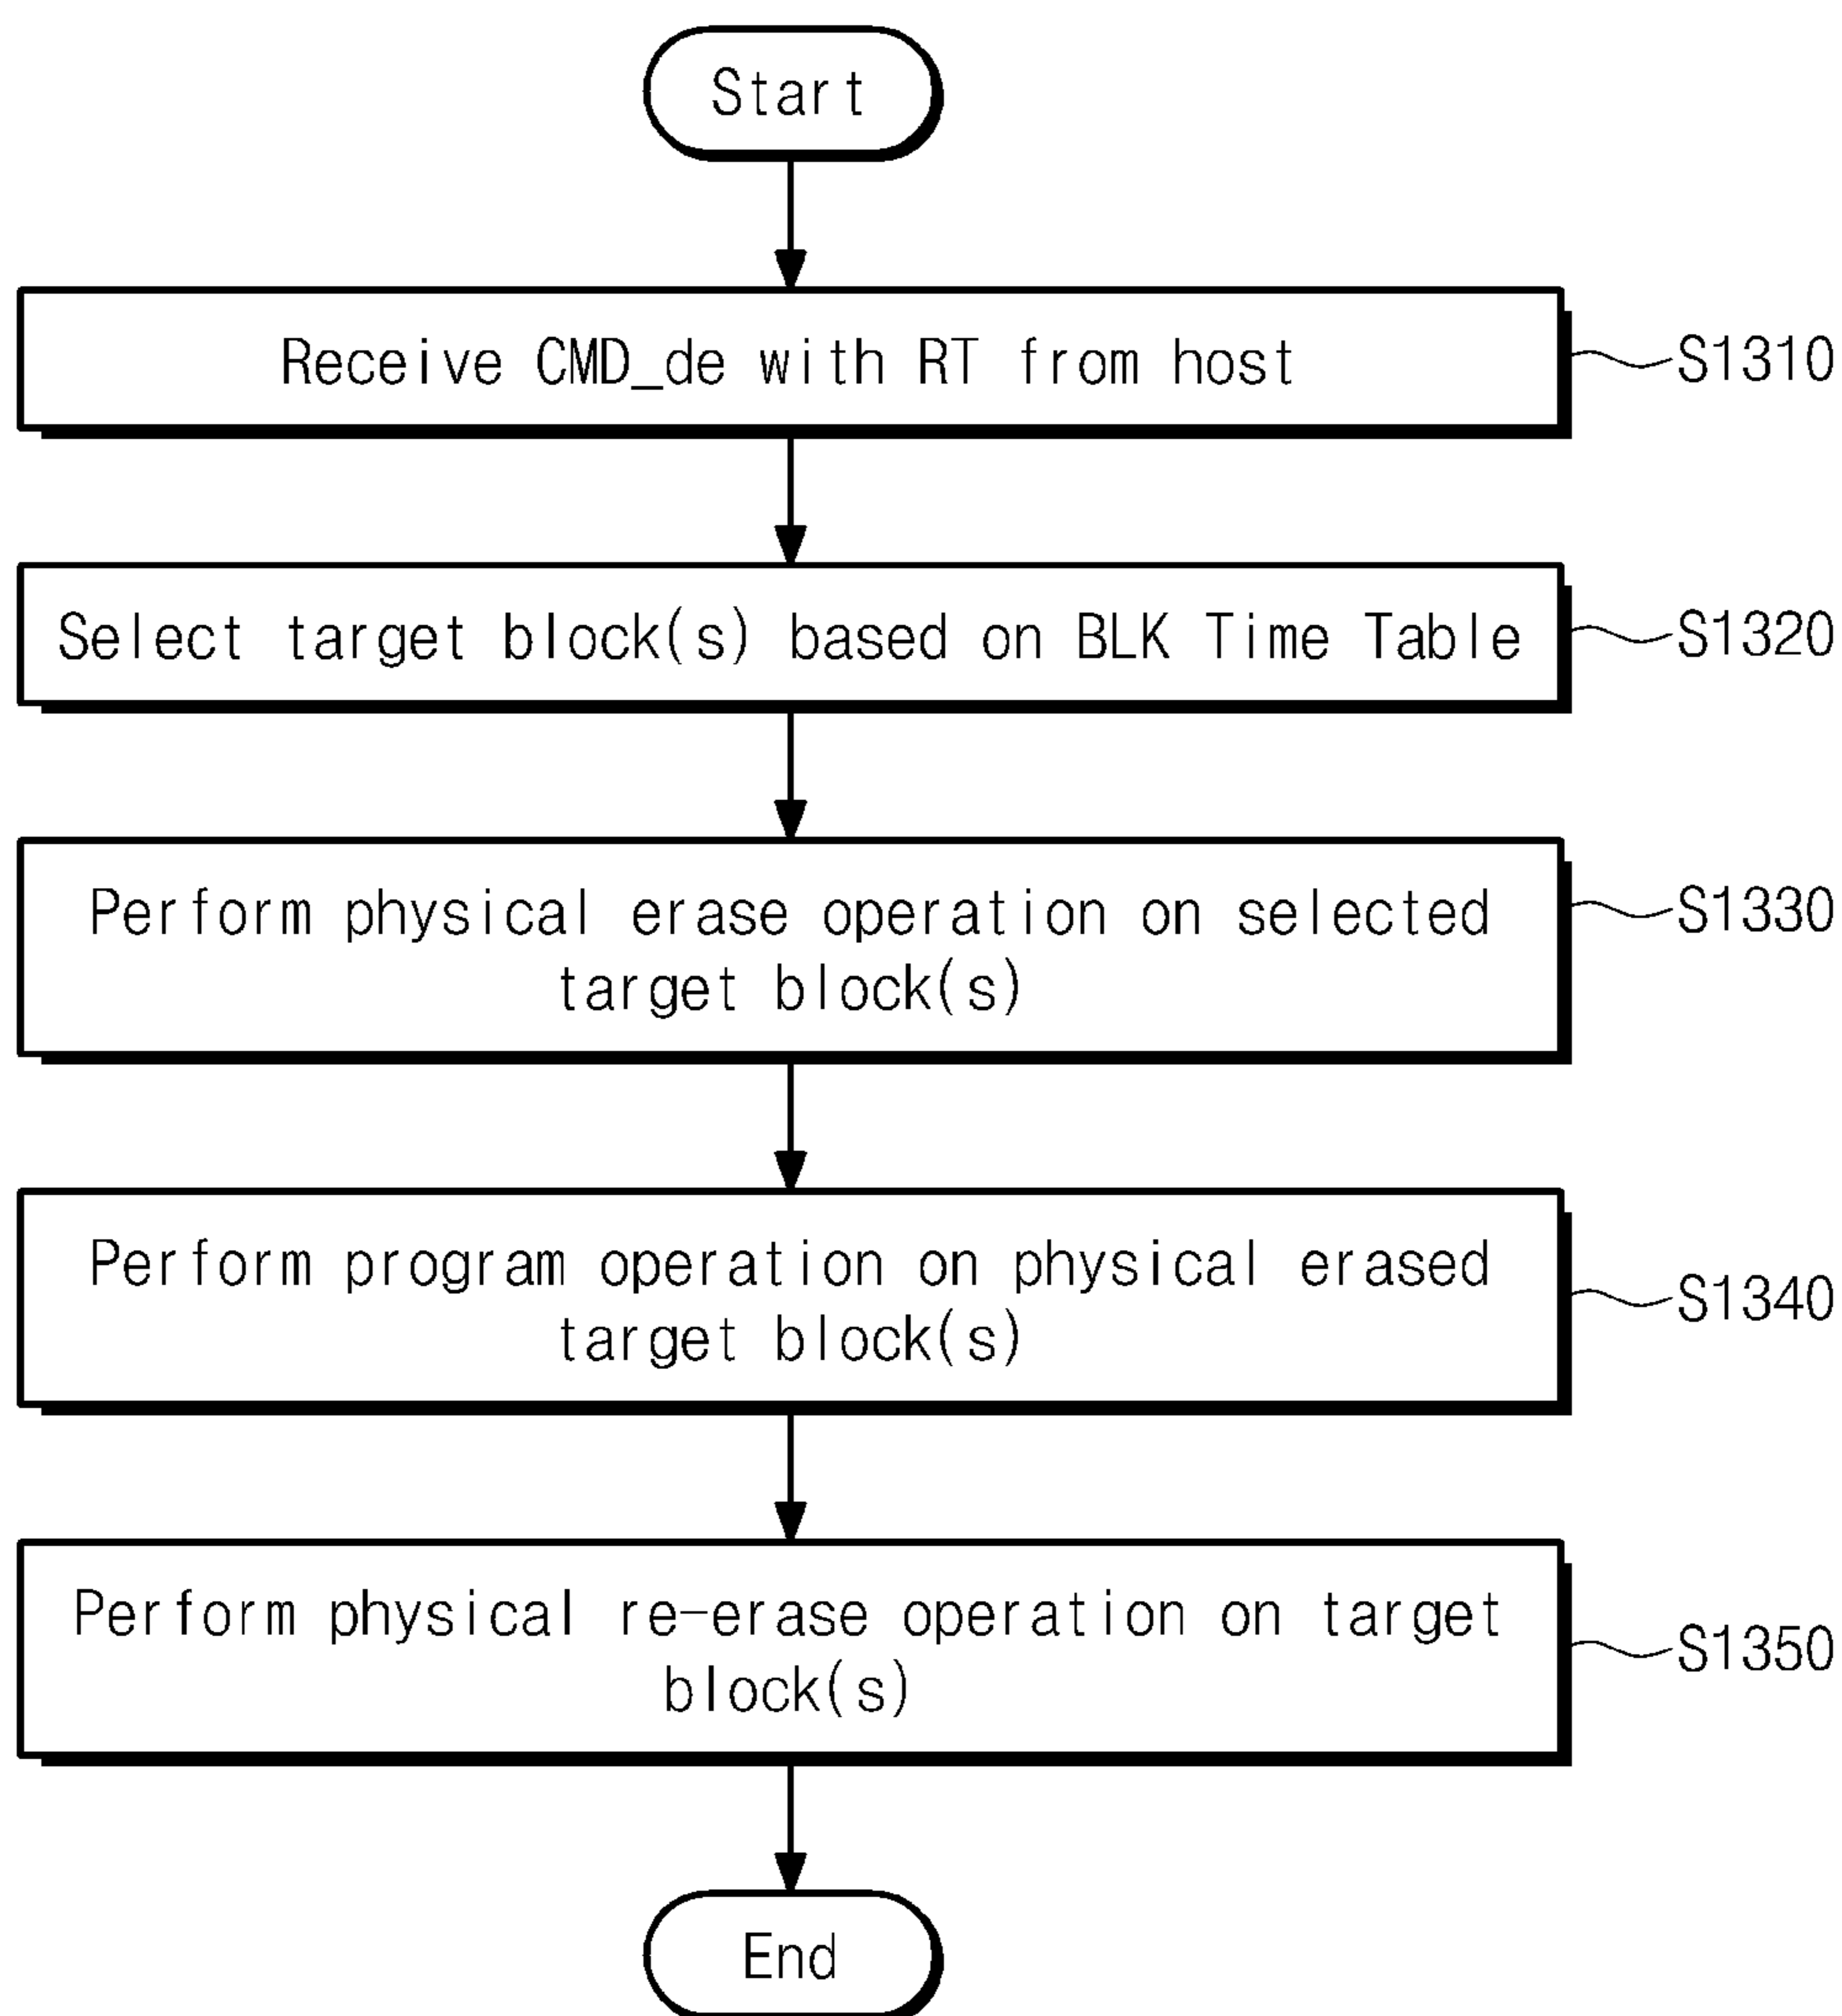 Start
Receive CMD_de with RT from host
S1310
Select target block(s) based on BLK Time Table
S1320
Perform physical erase operation on selected
target block(s)
S1330
Perform program operation on physical erased
target block(s)
S1340
Perform physical re-erase operation on target
block(s)
S1350
End